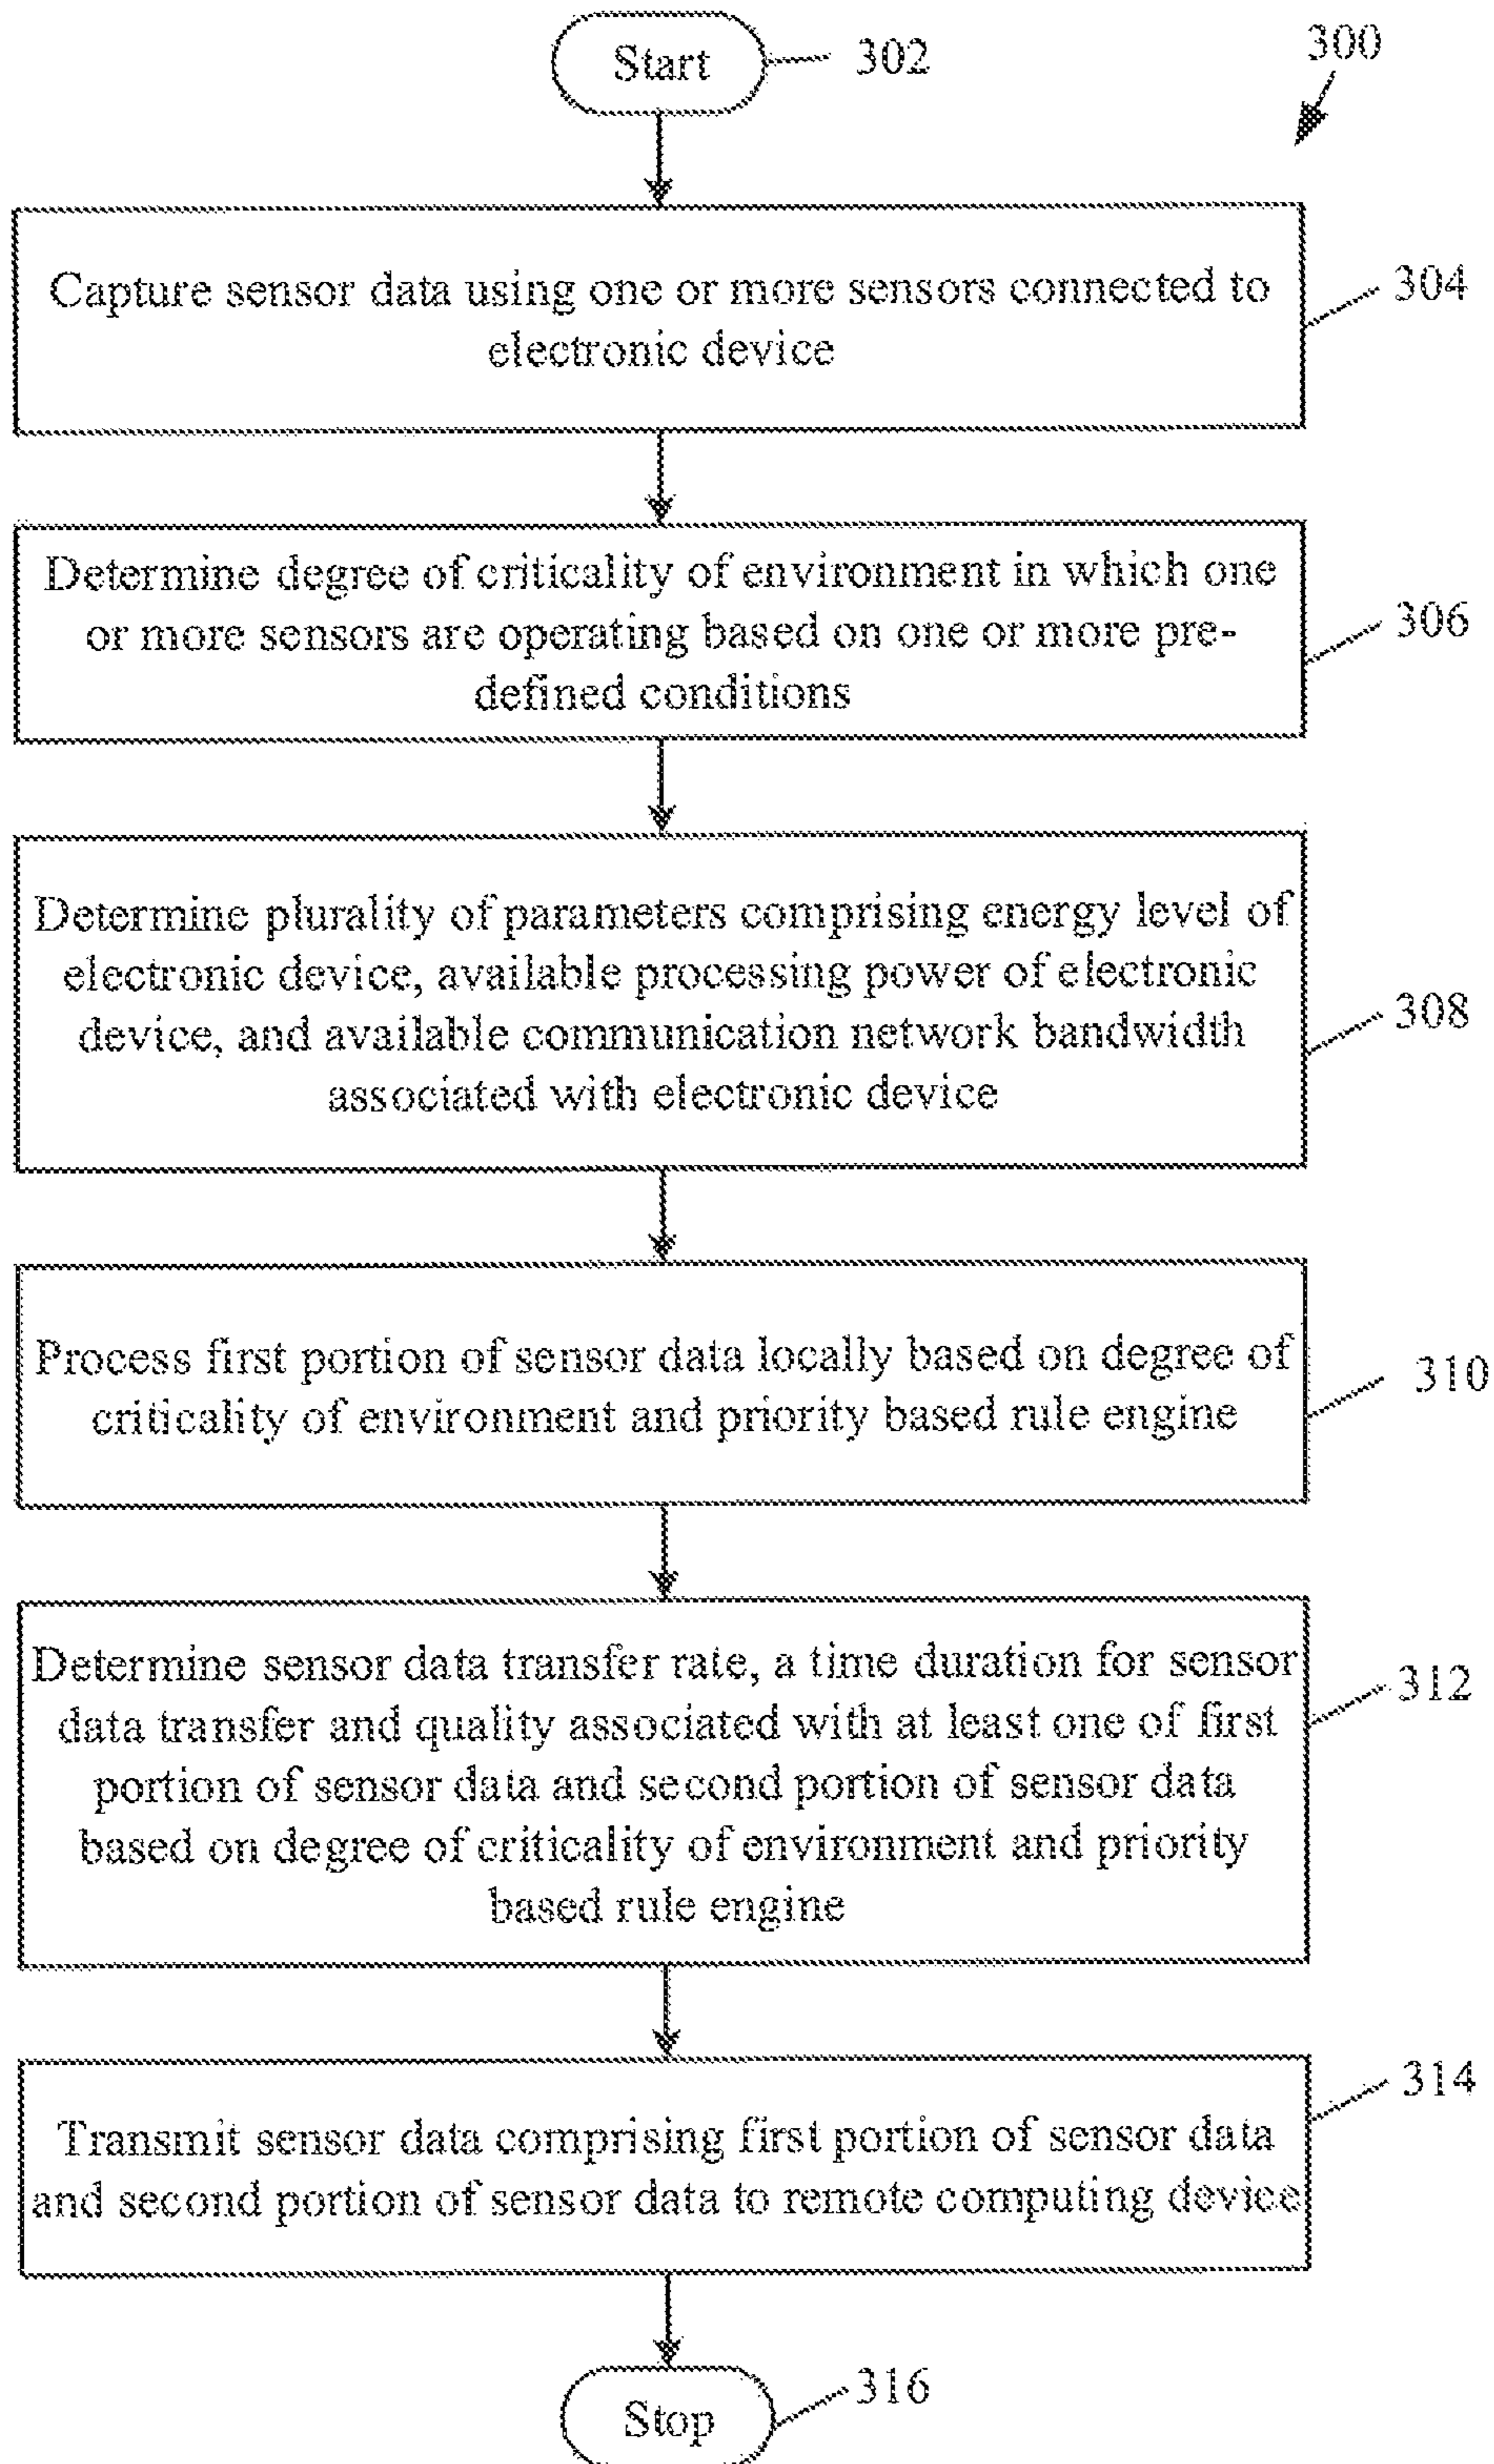 Start
302
300
Capture sensor data using one or more sensors connected to
electronic device
304
Determine degree of criticality of environment in which one
or more sensors are operating based on one or more pre-
defined conditions
306
Determine plurality of parameters comprising energy level of
electronic device, available processing power of electronic
device, and available communication network bandwidth
associated with electronic device
308
Process first portion of sensor data locally based on degree of
criticality of environment and priority based rule engine
310
Determine sensor data transfer rate, a time duration for sensor
data transfer and quality associated with at least one of first
portion of sensor data and second portion of sensor data
based on degree of criticality of environment and priority
based rule engine
312
Transmit sensor data comprising first portion of sensor data
and second portion of sensor data to remote computing device
314
Stop
316